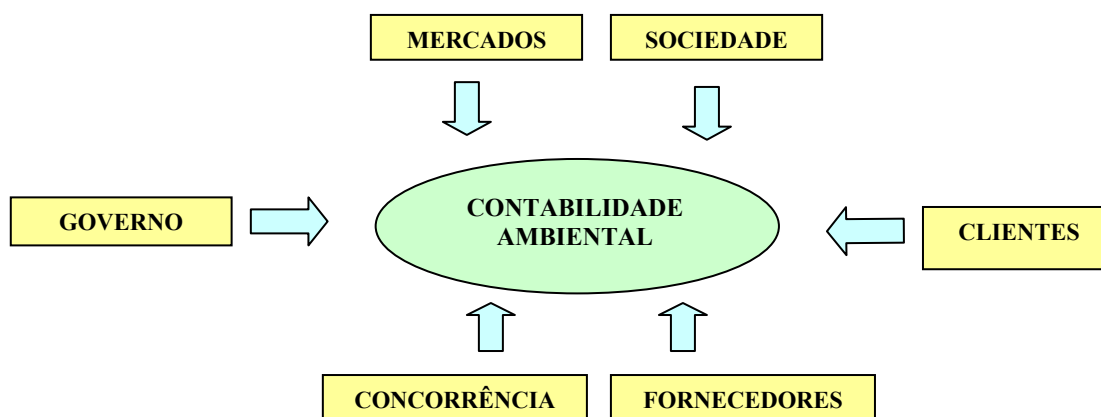 MERCADOS
SOCIEDADE
GOVERNO
CONTABILIDADE
AMBIENTAL
CLIENTES
CONCORRÊNCIA
FORNECEDORES